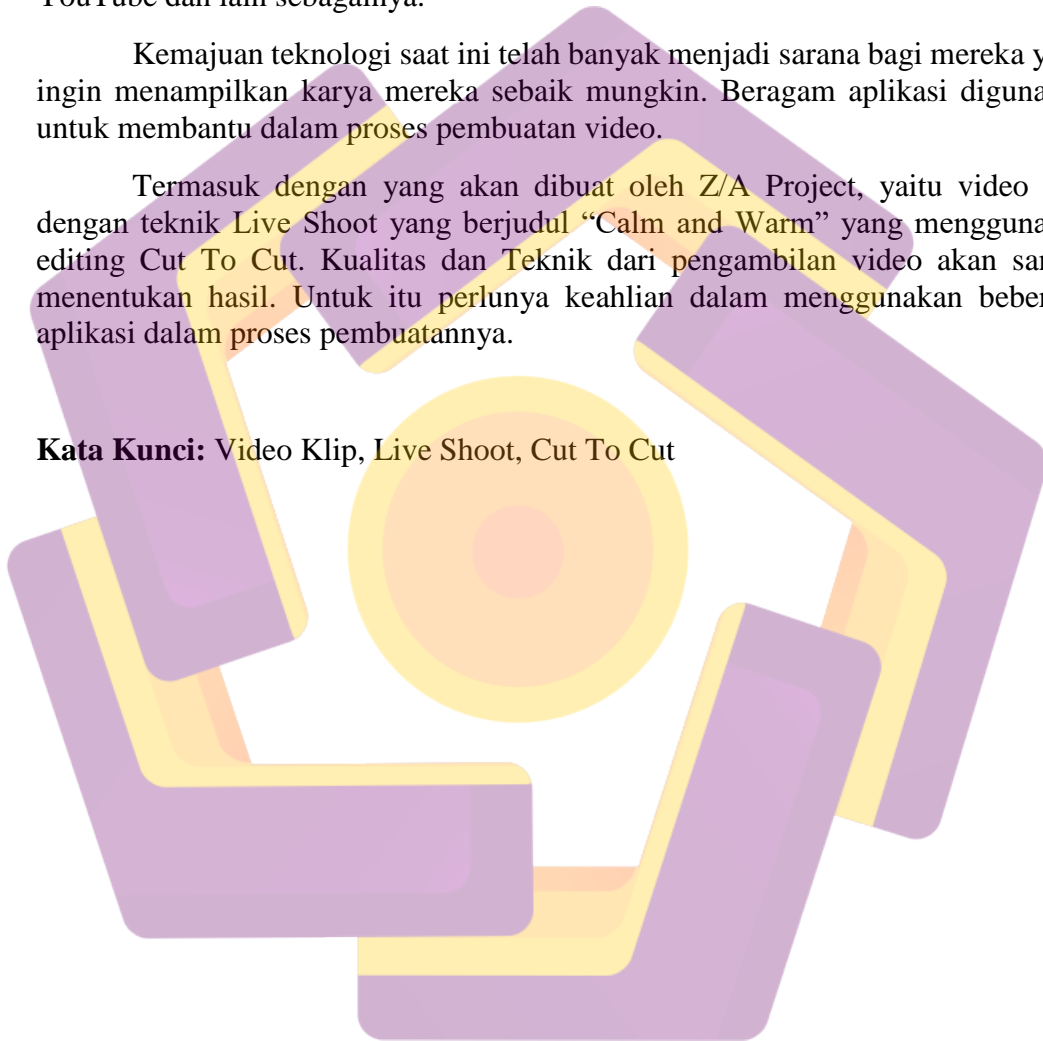 YouTube dan lain sebagainya.
Kemajuan teknologi saat ini telah banyak menjadi sarana bagi mereka y
ingin menampilkan karya mereka sebaik mungkin. Beragam aplikasi diguna
untuk membantu dalam proses pembuatan video.
Termasuk dengan yang akan dibuat oleh Z/A Project, yaitu video
dengan teknik Live Shoot yang berjudul “Calm and Warm” yang mengguna
editing Cut To Cut. Kualitas dan Teknik dari pengambilan video akan san
menentukan hasil. Untuk itu perlunya keahlian dalam menggunakan beber
aplikasi dalam proses pembuatannya.
Kata Kunci: Video Klip, Live Shoot, Cut To Cut